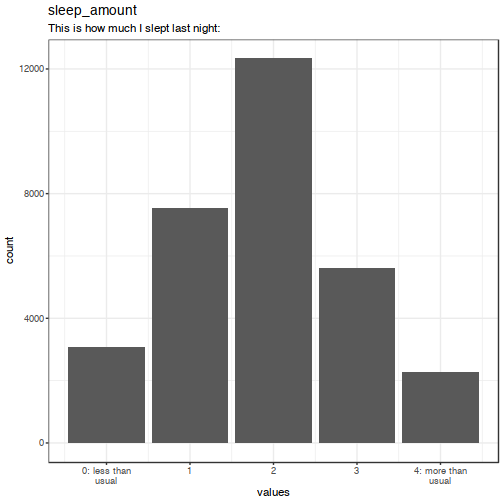 sleep_amount
This is how much I slept last night:
12000
8000
4000
0
count
0: less than
usual
1
2
3
4: more than
usual
values